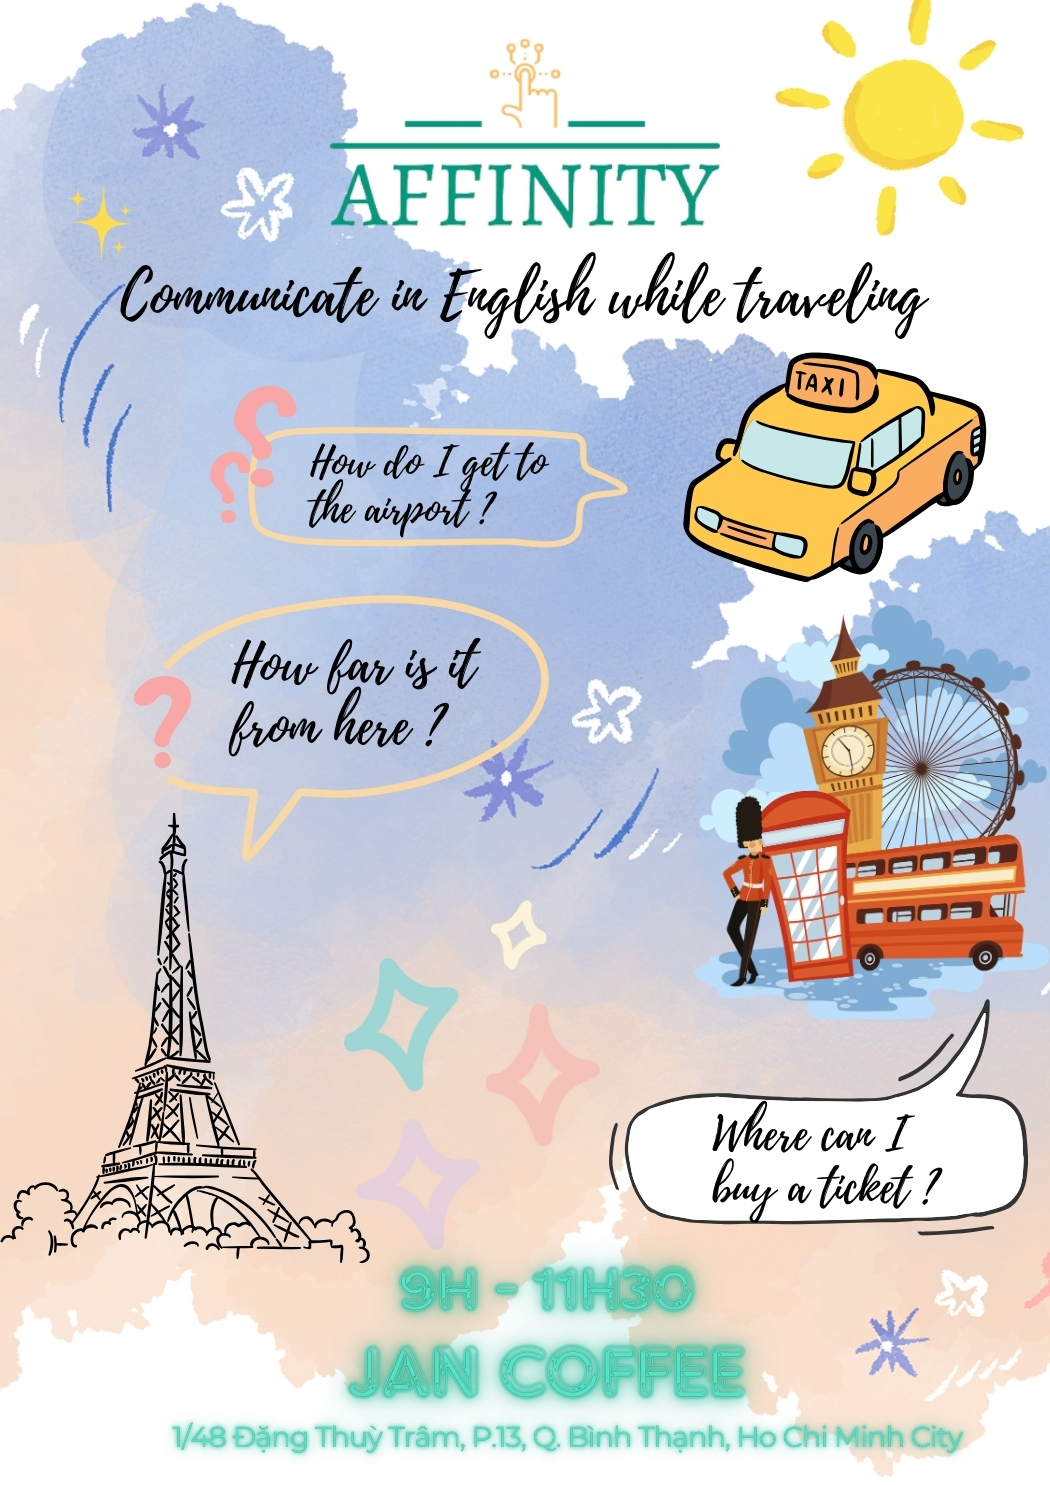 AFFINITY
Communicate in English while traveling
TAXI
How do I get to
the airport ?
How far is it
from here ?
Where can I
buy a ticket ?
9H - 11H30
JAN COFFEE
1/48 Đặng Thuỳ Trâm, P.13, Q. Bình Thạnh, Ho Chi Minh City